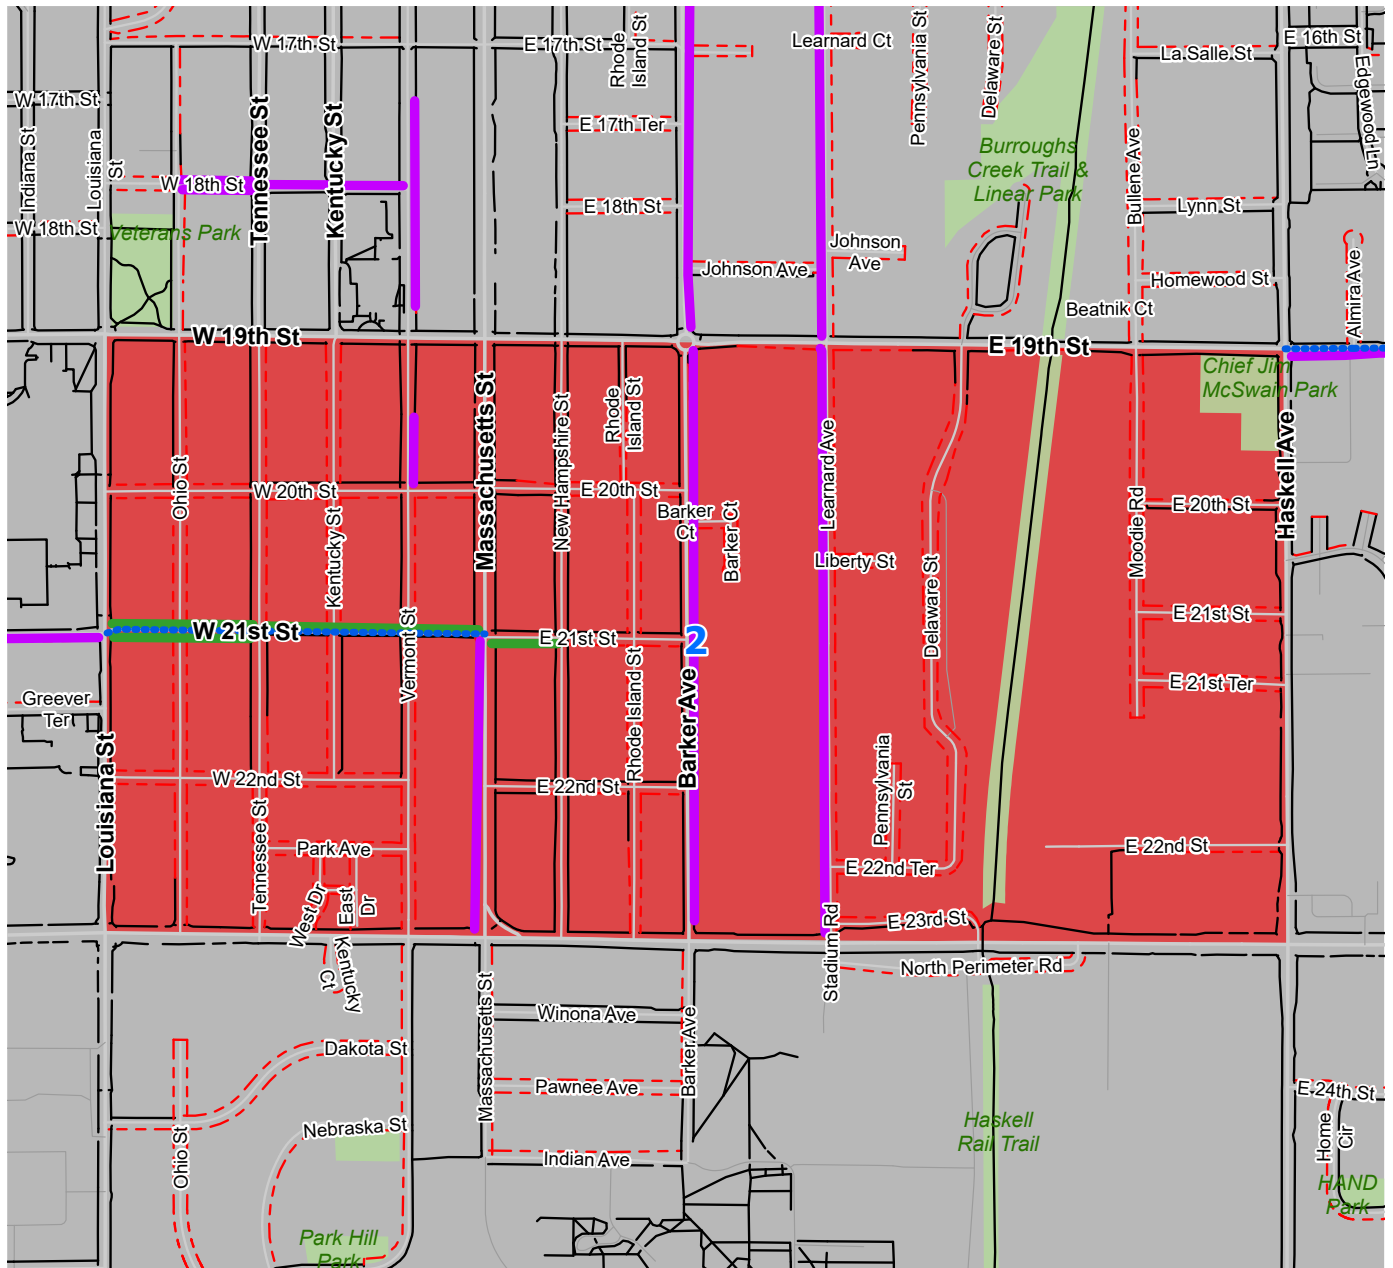 W 17th St
E 17th St
Rhode
Island St
Learnard Ct
Pennsylvania St
Delaware St
La Salle St
E 16th St
Edgewood Ln
W 17th St
Indiana St
Louisiana
St
Tennessee St
Kentucky St
E 17th Ter
Burroughs
Creek Trail &
Linear Park
Bullene Ave
W 18th St
E 18th St
Lynn St
W 18th St
Veterans Park
Johnson Ave
Johnson
Ave
Homewood St
Almira Ave
Beatnik Ct
W 19th St
E 19th St
Chief Jim
McSwain Park
Massachusetts St
New Hampshire St
Rhode
Island St
Learnard Ave
Haskell Ave
Ohio St
W 20th St
E 20th St
Barker
Ct
Barker Ct
Moodie Rd
E 20th St
Kentucky St
Liberty St
Delaware St
Vermont St
W 21st St
E 21st St
2
E 21st St
Greever
Ter
Rhode Island St
Barker Ave
E 21st Ter
Louisiana St
W 22nd St
E 22nd St
Pennsylvania
St
Tennessee St
Park Ave
E 22nd St
E 22nd Ter
West Dr
East
Dr
E 23rd St
Stadium Rd
Kentucky
Ct
North Perimeter Rd
Massachusetts St
Winona Ave
Barker Ave
Dakota St
Pawnee Ave
E 24th St
Ohio St
Nebraska St
Haskell
Rail Trail
Home
Cir
Indian Ave
HAND
Park
Park Hill
Park